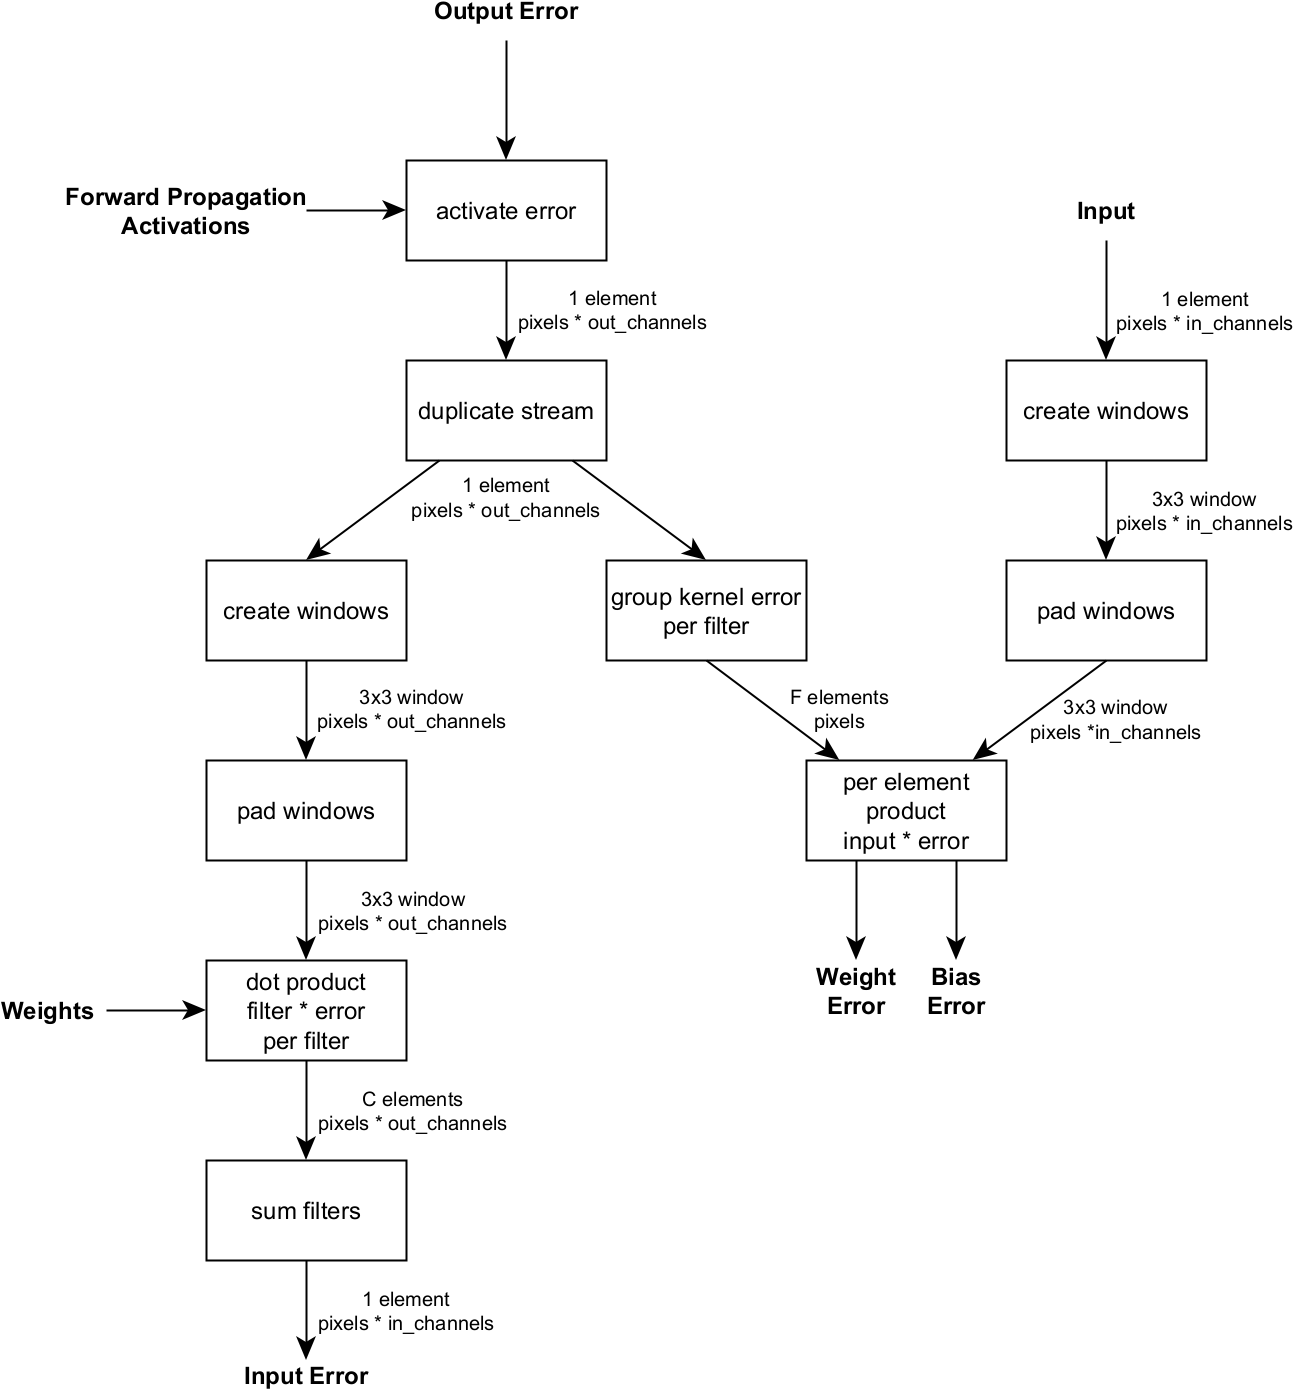 Output Error
Forward Propagation
Activations
activate error
Input
1 element
pixels * out_channels
1 element
pixels * in_channels
duplicate stream
create windows
1 element
pixels * out_channels
3x3 window
pixels * in_channels
create windows
group kernel error
per filter
pad windows
3x3 window
pixels * out_channels
F elements
pixels
3x3 window
pixels *in_channels
pad windows
per element
product
input * error
3x3 window
pixels * out_channels
Weight
Error
Bias
Error
Weights
dot product
filter * error
per filter
C elements
pixels * out_channels
sum filters
1 element
pixels * in_channels
Input Error